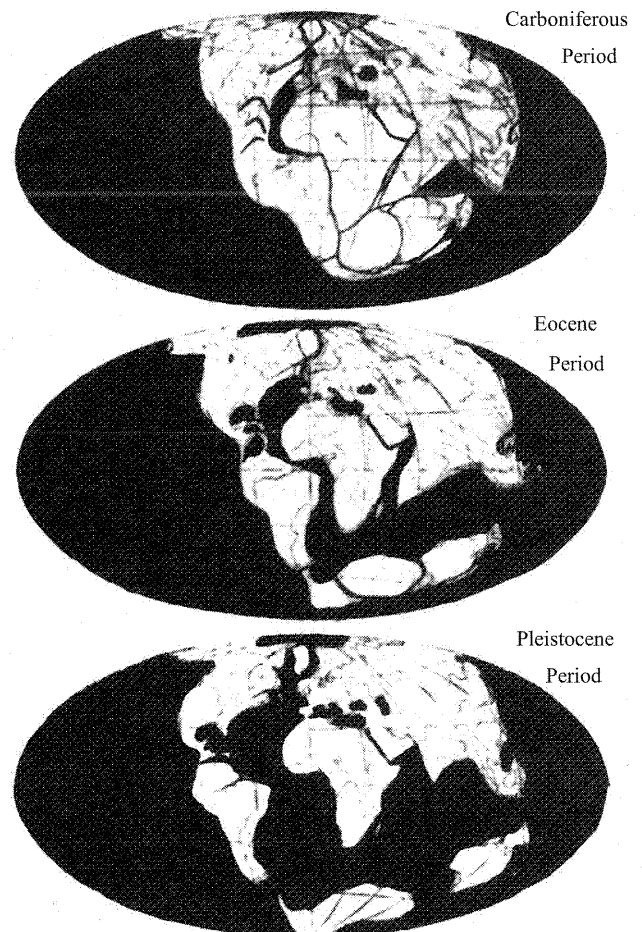 Carboniferous
Period
Eocene
Period
Pleistocene
Period